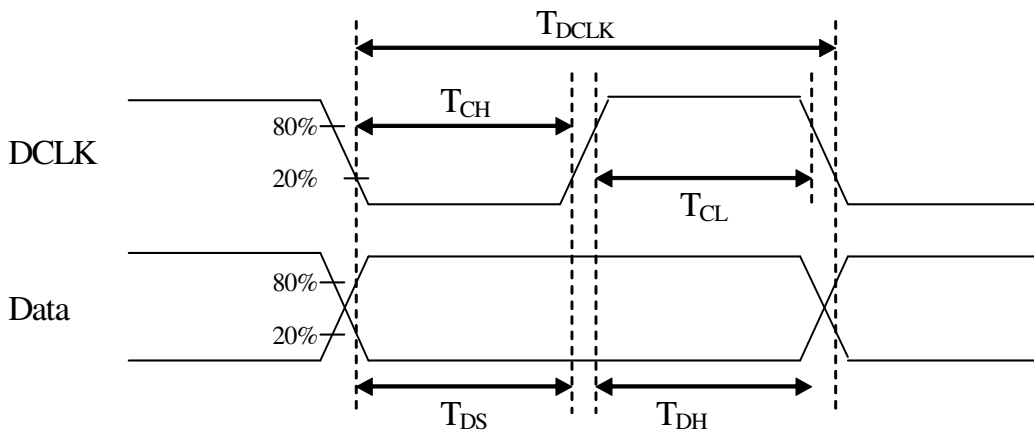 TDCLK
TCH
80%
DCLK
20%
TCL
80%
Data
20%
TDS TDH